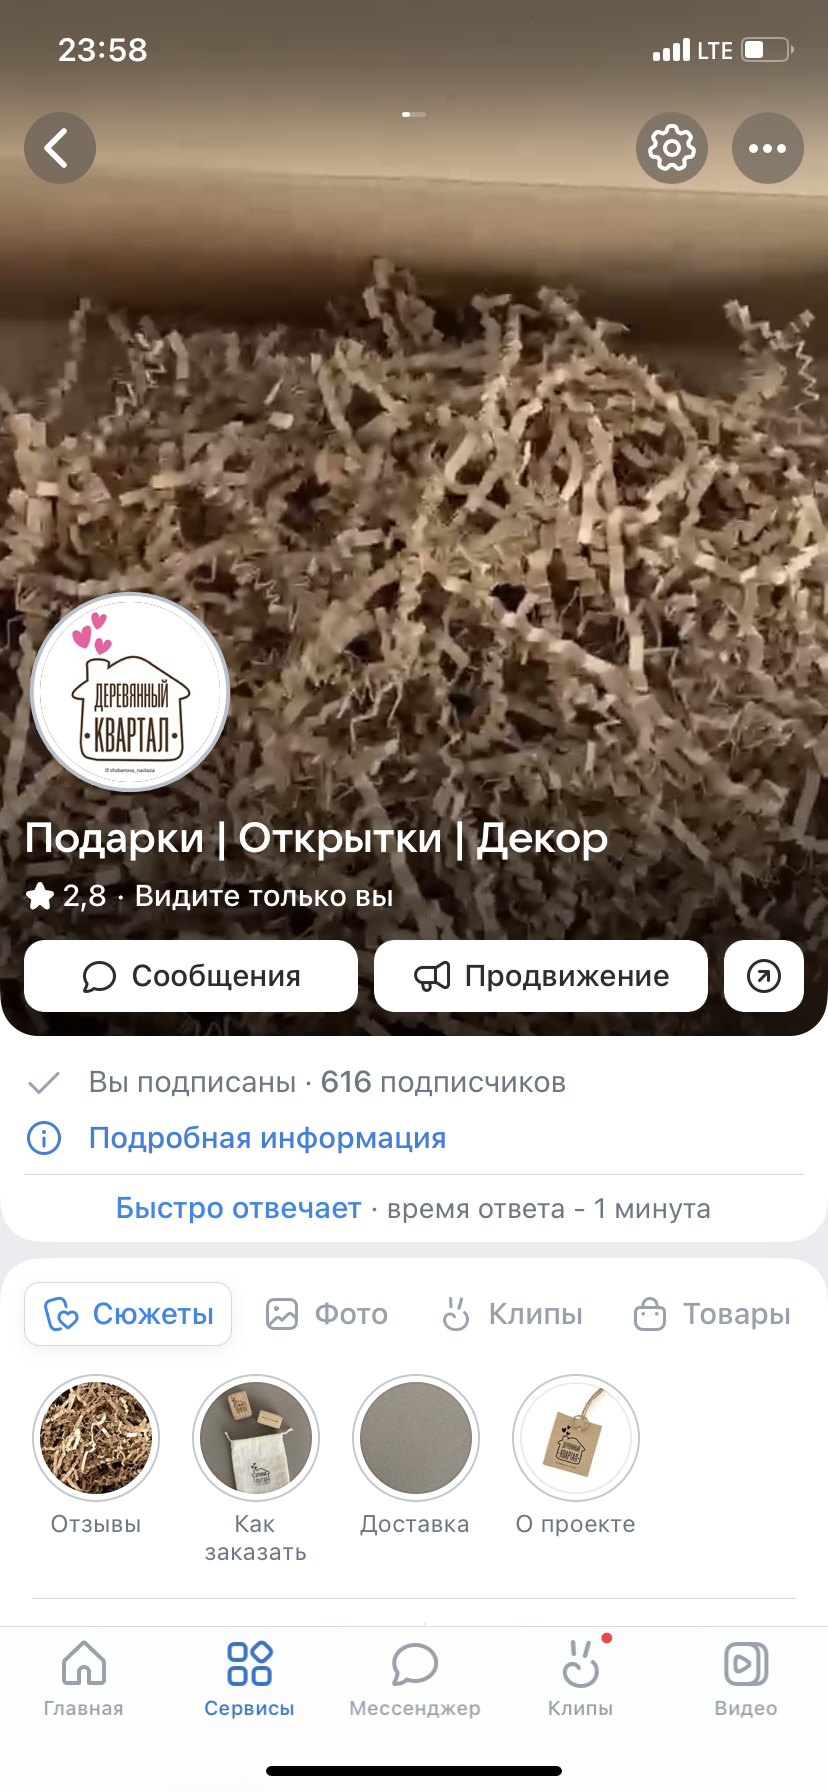 23:58
LTE
ДЕРЕВЯННЫЙ
КВАРТАЛ
@shabanova_nastasia
Подарки | Открытки | Декор
2,8 · Видите только вы
Сообщения
Продвижение
Вы подписаны · 616 подписчиков
Подробная информация
Быстро отвечает · время ответа - 1 минута
Сюжеты
Фото
Клипы
Товары
Отзывы
Как
заказать
Доставка
О проекте
Главная
Сервисы
Мессенджер
Клипы
Видео